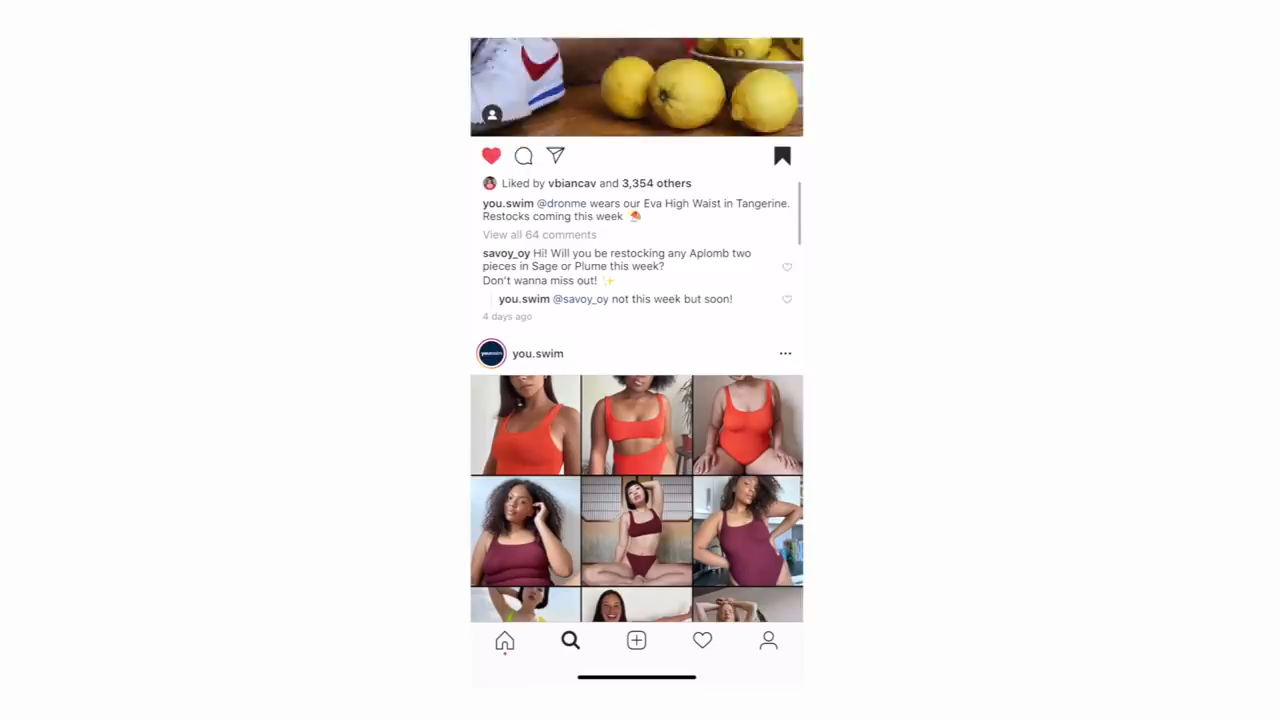 Liked by vbiancav and 3,354 others
you.swim @dronme wears our Eva High Waist in Tangerine.
Restocks coming this week
View all 64 comments
savoy_oy Hi! Will you be restocking any Aplomb two
pieces in Sage or Plume this week?
Don't wanna miss out! ✨
you.swim @savoy_oy not this week but soon!
4 days ago
youswim
you.swim